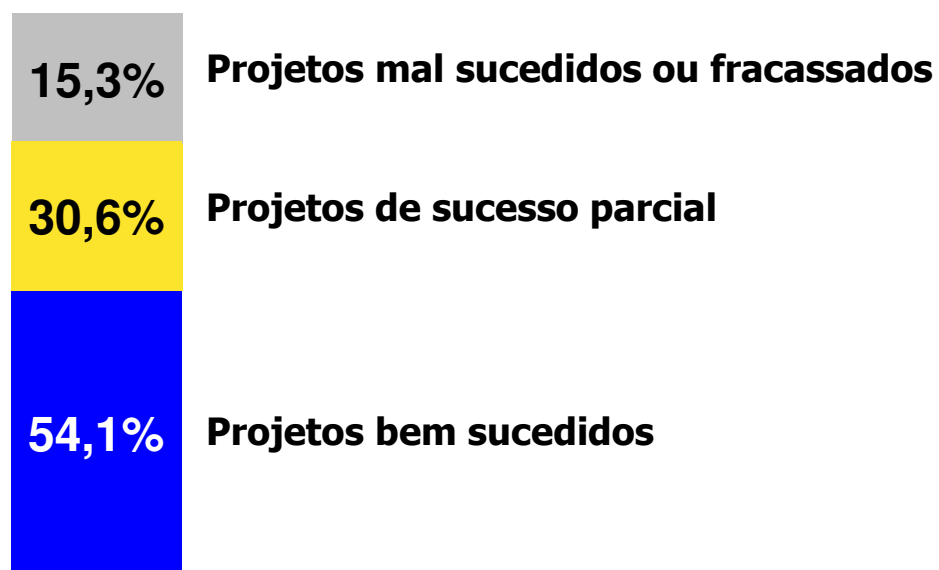 15,3% Projetos mal sucedidos ou fracassados
30,6% Projetos de sucesso parcial
54,1% Projetos bem sucedidos